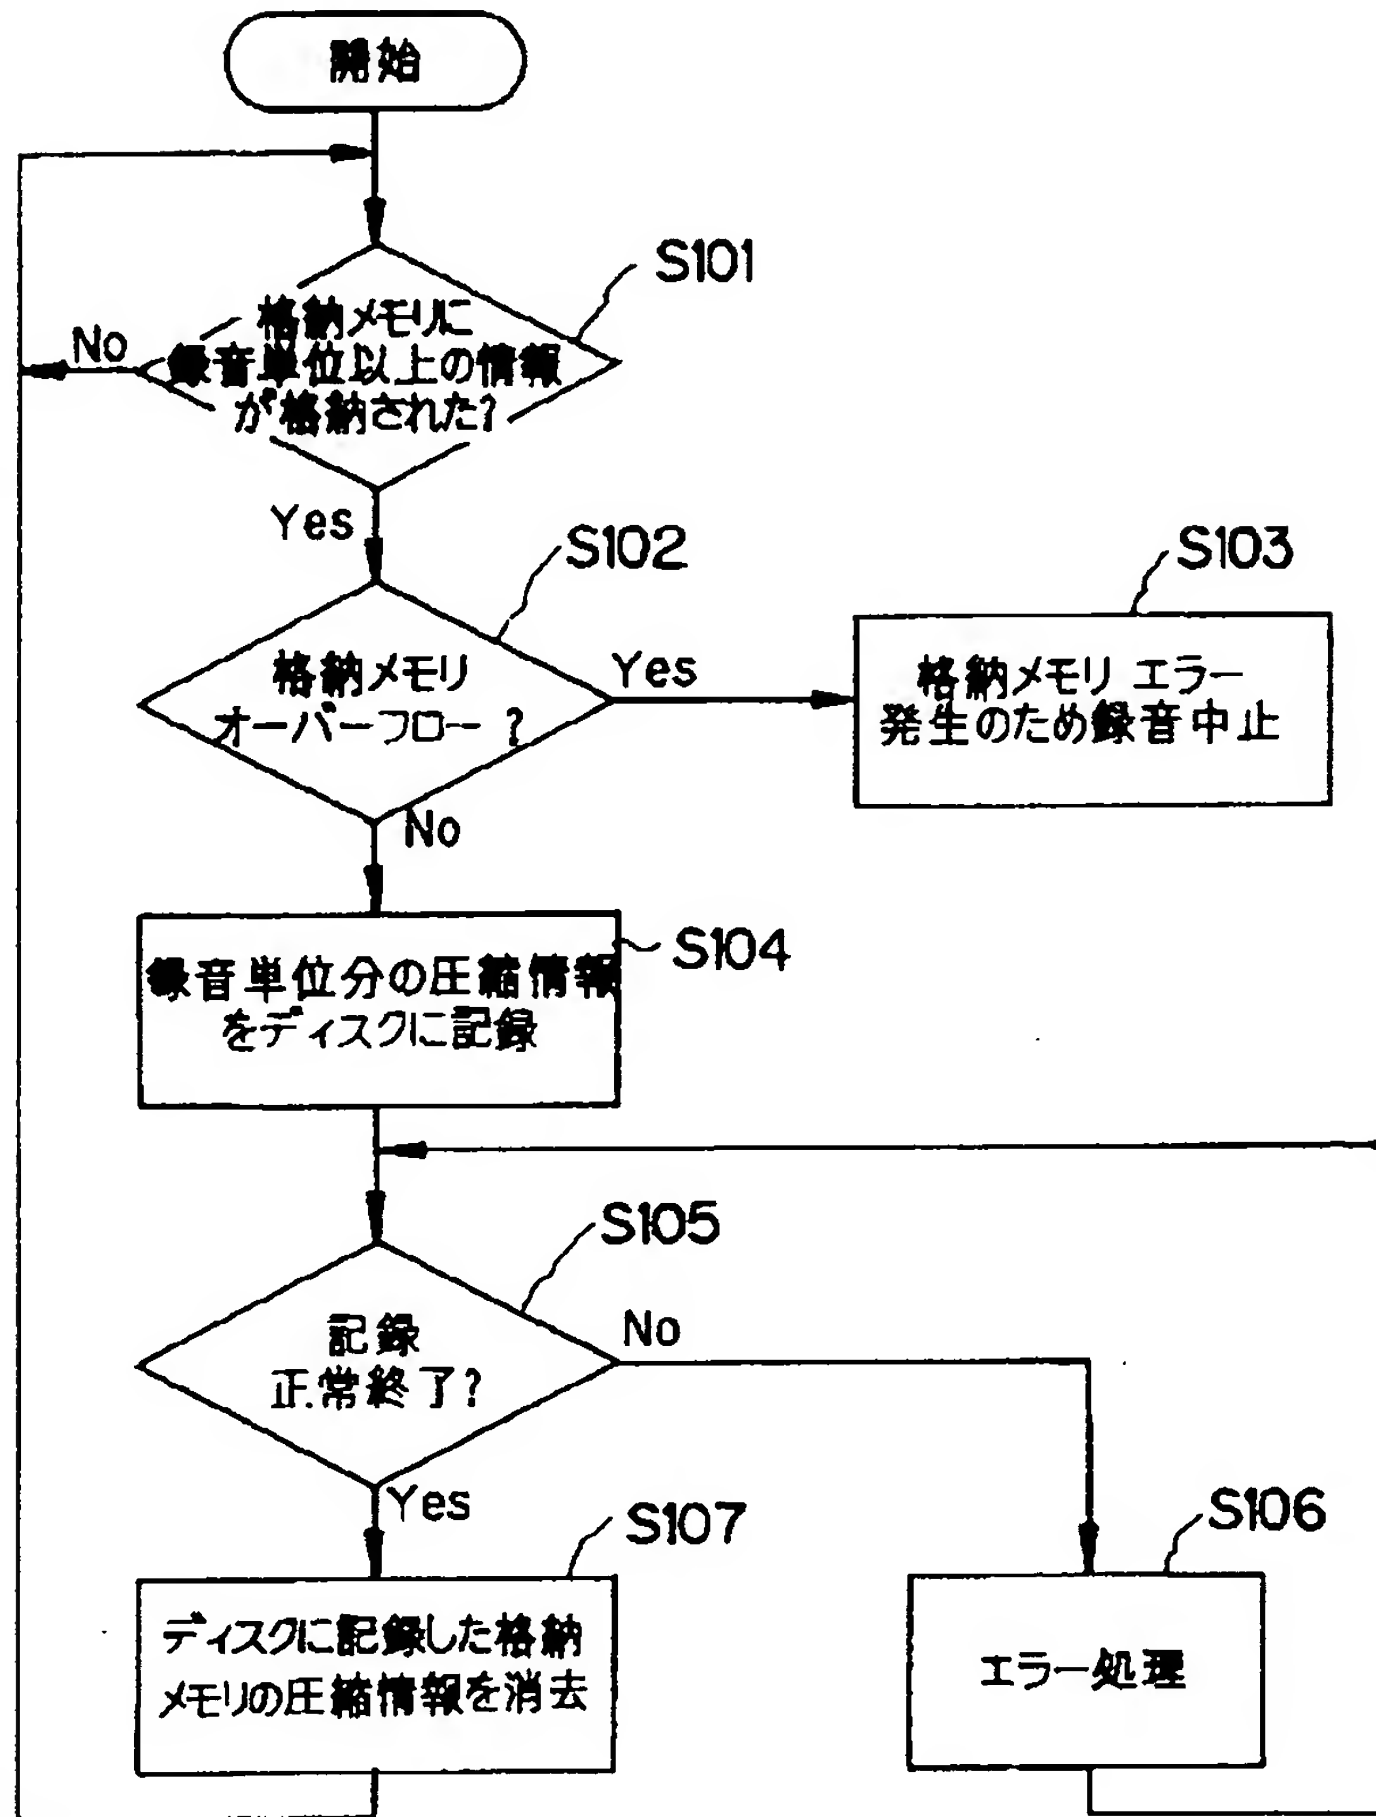 開始
S101
格納メモリに
録音単位以上の情報
が格納された?
No
Yes
S102
格納メモリ
オーバーフロー ?
Yes
S103
格納メモリ エラー
発生のため録音中止
No
S104
録音単位分の圧縮情報
をディスクに記録
S105
記録
正常終了?
No
Yes
S107
ディスクに記録した格納
メモリの圧縮情報を消去
S106
エラー処理